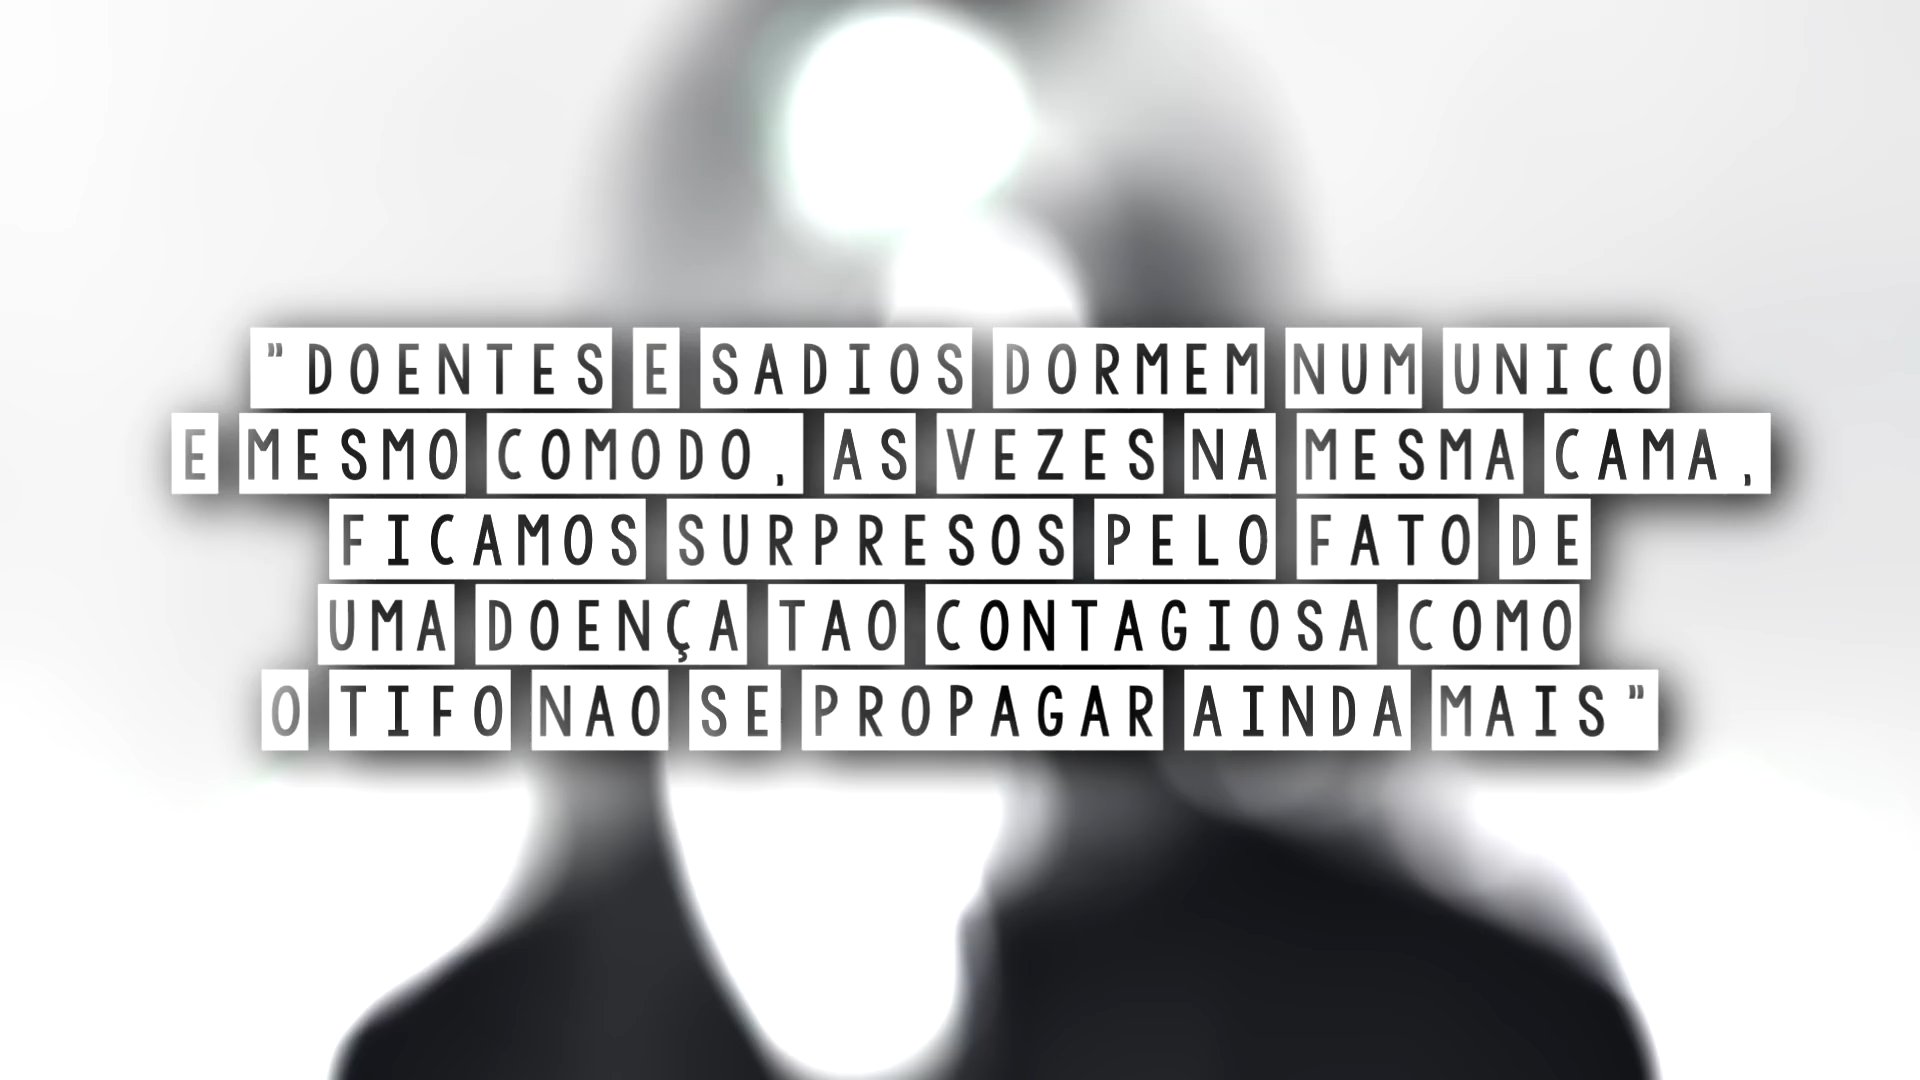 "DOENTES E SADIOS DORMEM NUM UNICO
E MESMO COMODO, AS VEZES NA MESMA CAMA,
FICAMOS SURPRESOS PELO FATO DE
UMA DOENÇA TAO CONTAGIOSA COMO
O TIFO NAO SE PROPAGAR AINDA MAIS"